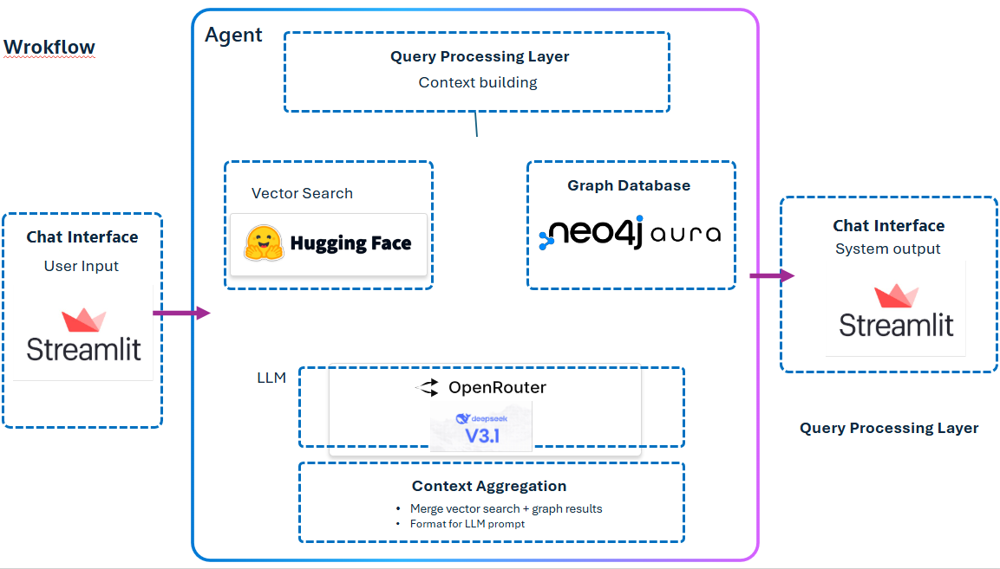 Wrokflow
Agent
Query Processing Layer
Context building
Vector Search
Hugging Face
Graph Database
neo4j aura
Chat Interface
User Input
Streamlit
Chat Interface
System output
Streamlit
LLM
OpenRouter
deepseek
V3.1
Query Processing Layer
Context Aggregation
• Merge vector search + graph results
• Format for LLM prompt